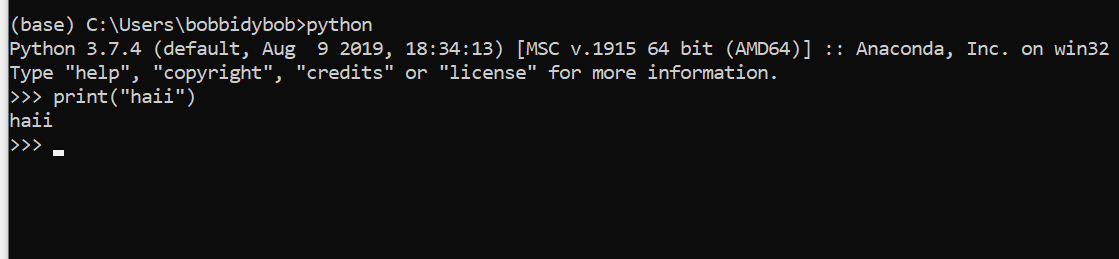 (base) C:\Users\bobbidybob>python
Python 3.7.4 (default, Aug  9 2019, 18:34:13) [MSC v.1915 64 bit (AMD64)] :: Anaconda, Inc. on win32
Type "help", "copyright", "credits" or "license" for more information.
>>> print("haii")
haii
>>>